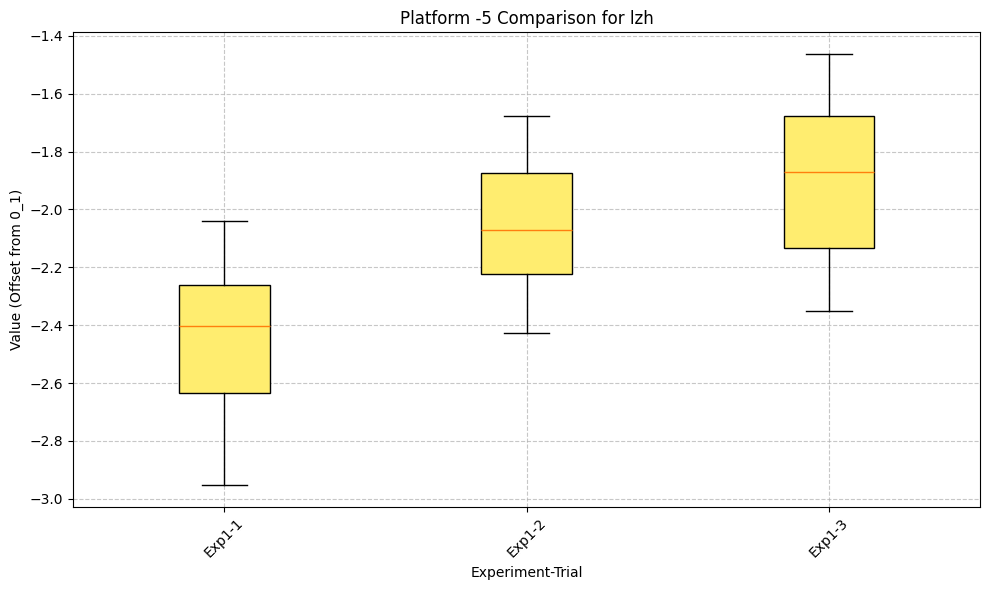 Platform -5 Comparison for lzh
Value (Offset from 0_1)
−1.4
−1.6
−1.8
−2.0
−2.2
−2.4
−2.6
−2.8
−3.0
Exp1-1
Exp1-2
Exp1-3
Experiment-Trial